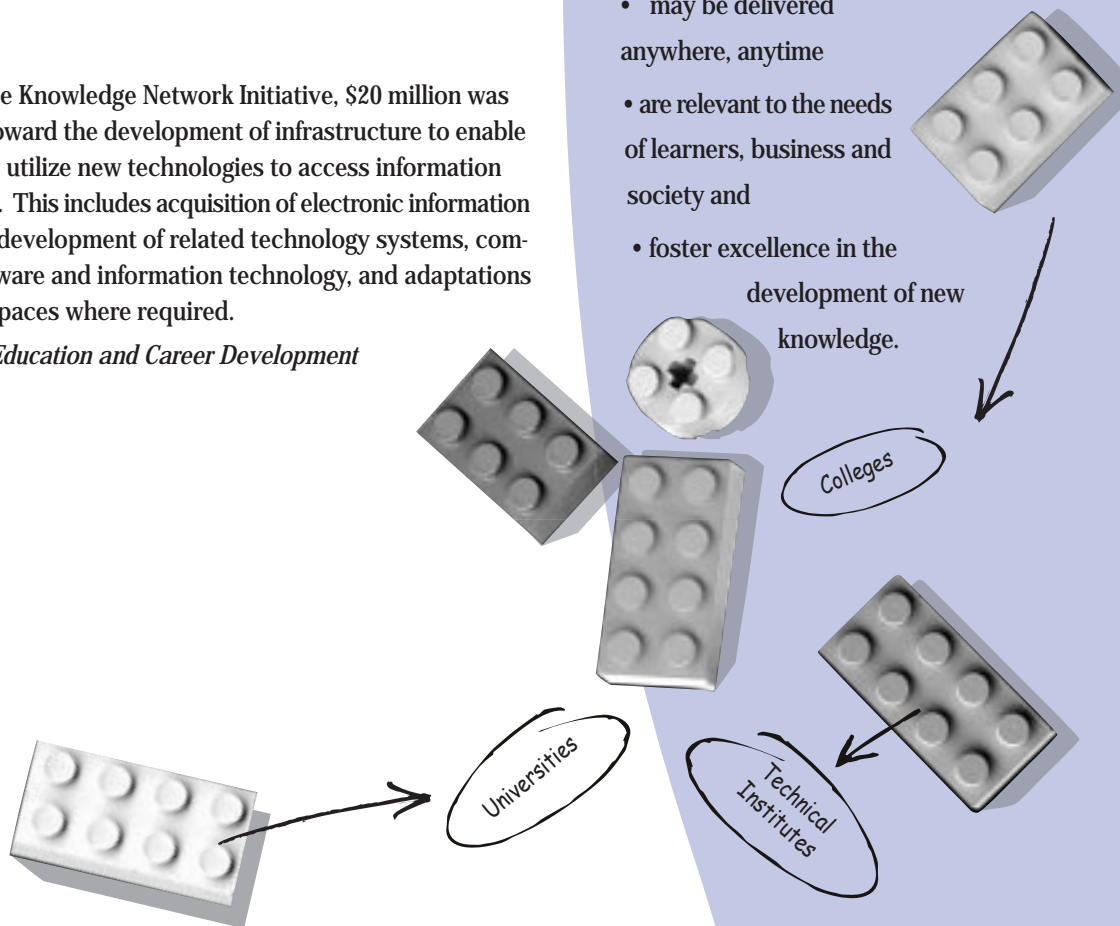 e Knowledge Network Initiative, $20 million was
oward the development of infrastructure to enable
utilize new technologies to access information
. This includes acquisition of electronic information
development of related technology systems, com-
ware and information technology, and adaptations
paces where required.
Education and Career Development
• may be delivered
anywhere, anytime
• are relevant to the needs
of learners, business and
society and
• foster excellence in the
development of new
knowledge.
Colleges
Universities
Technical
Institutes